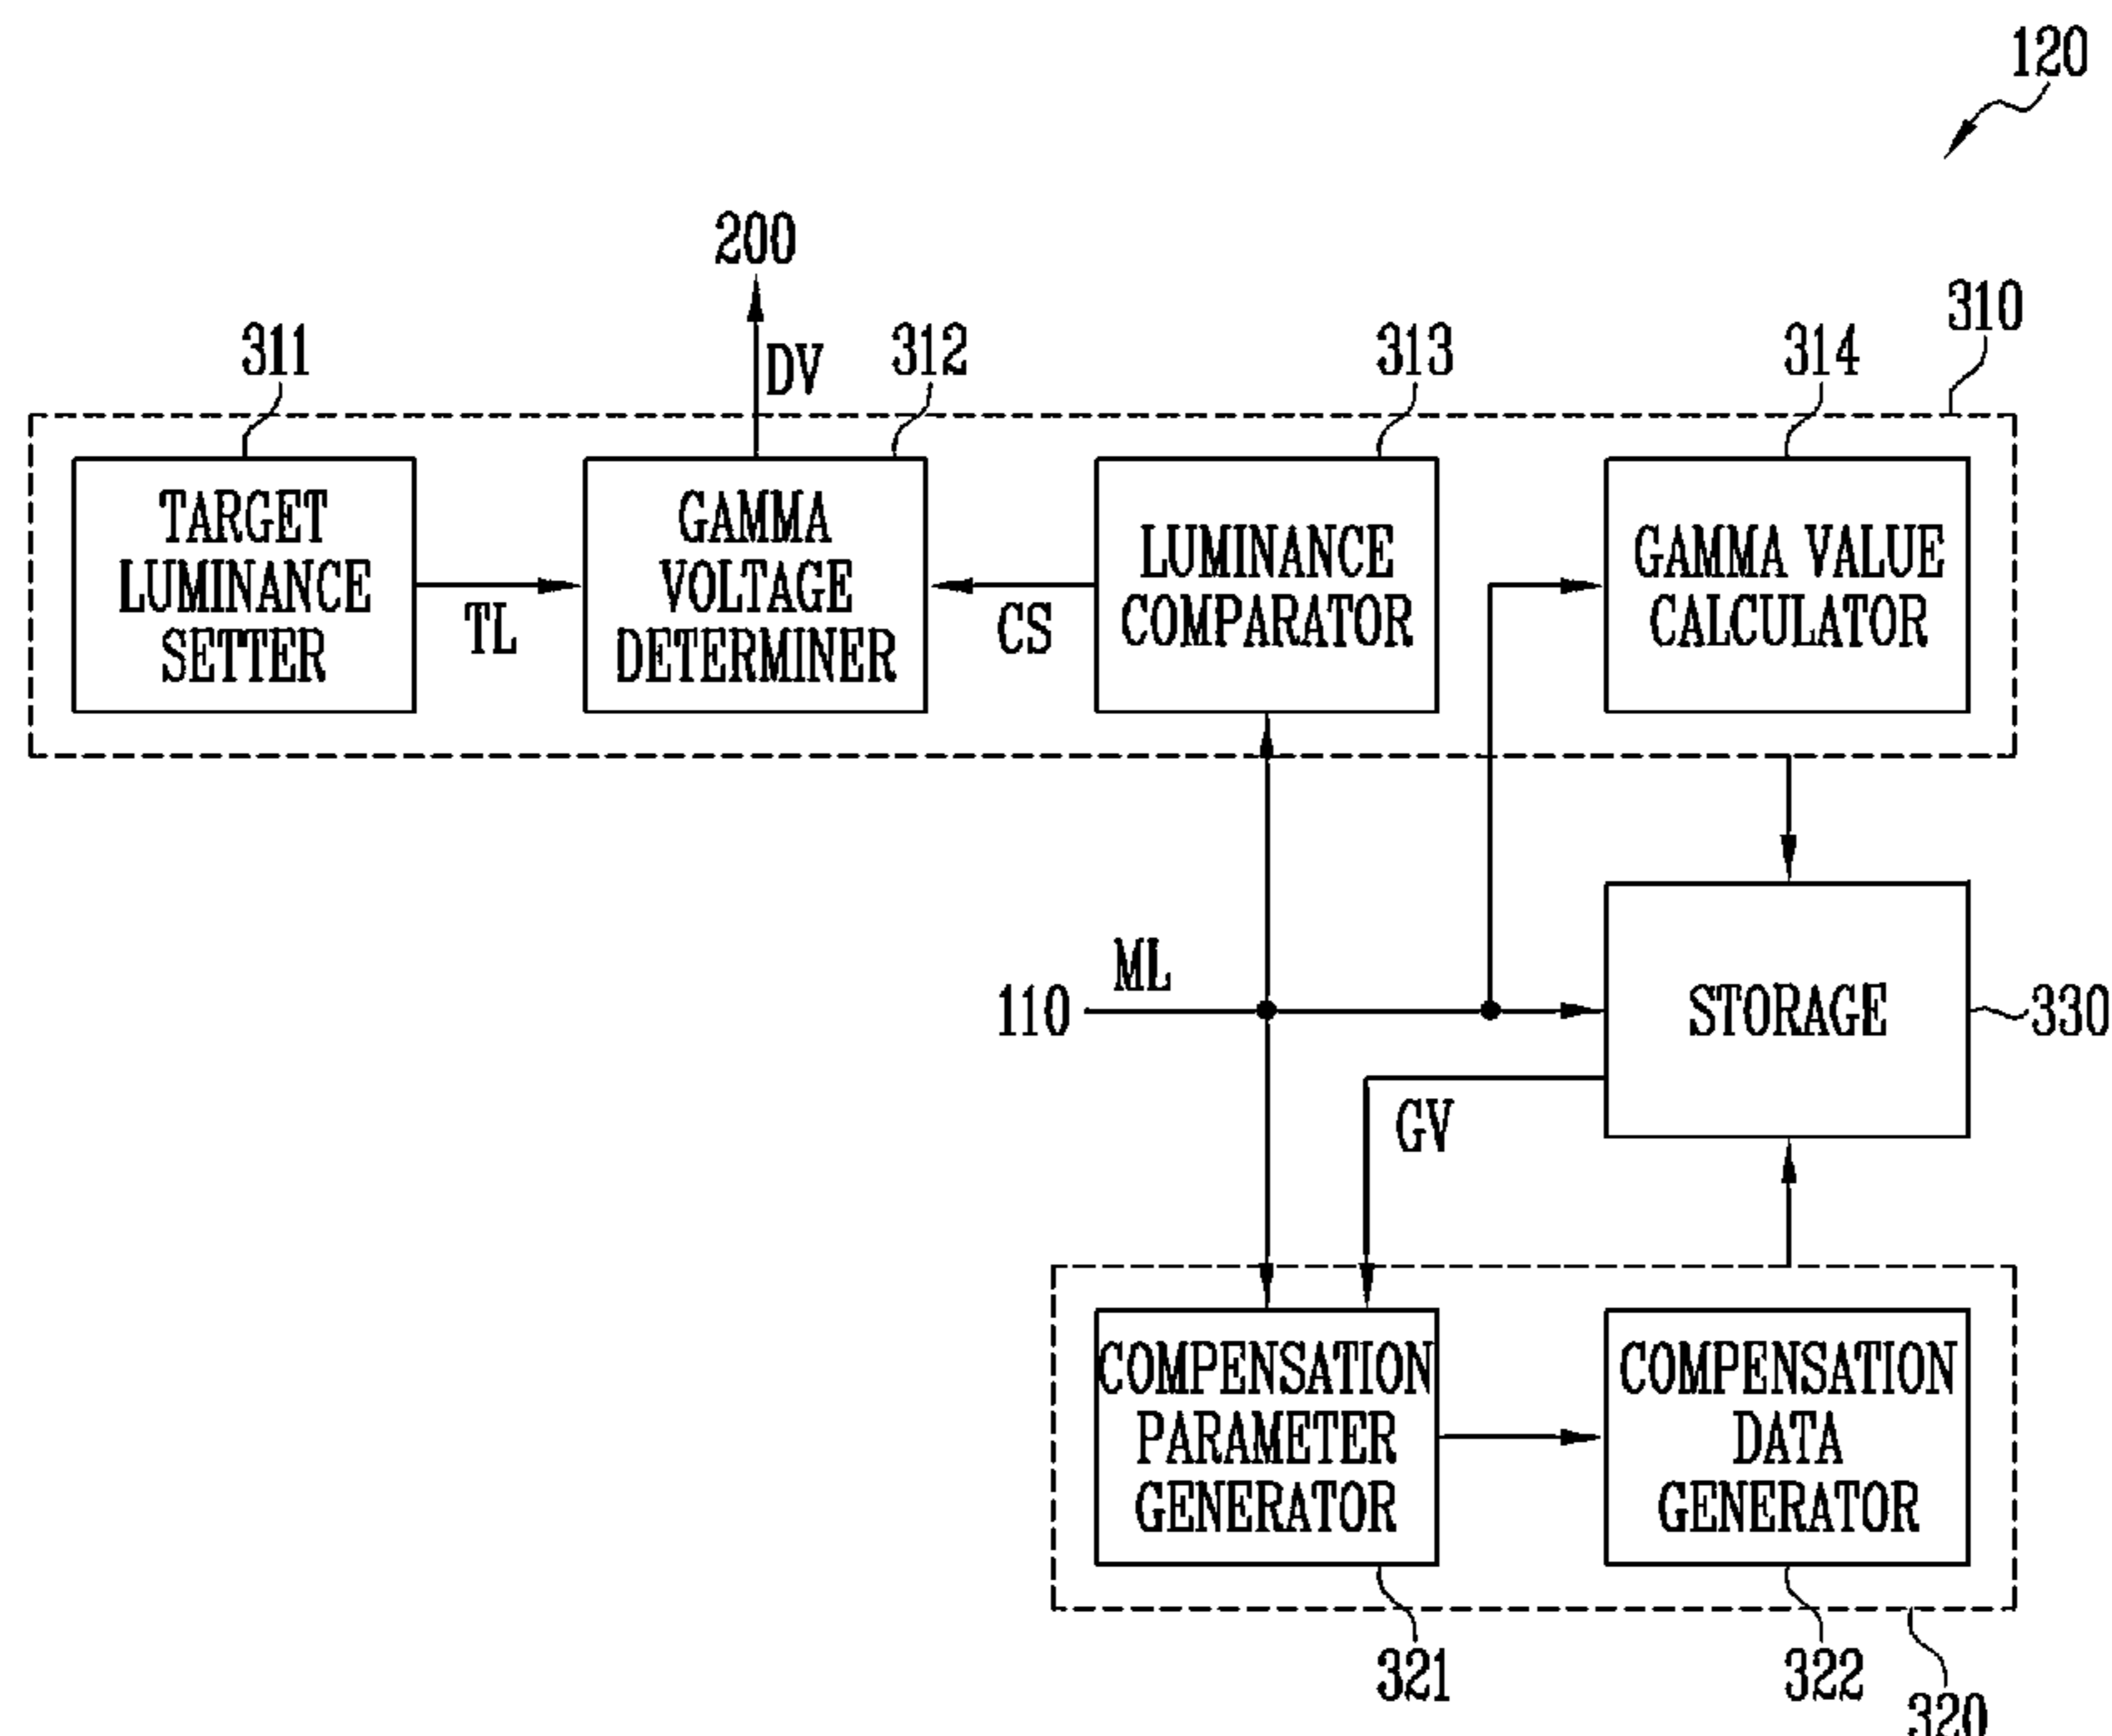 120
200
310
311
DV
312
313
314
TARGET
LUMINANCE
SETTER
TL
GAMMA
VOLTAGE
DETERMINER
CS
LUMINANCE
COMPARATOR
GAMMA VALUE
CALCULATOR
ML
110
STORAGE
330
GV
COMPENSATION
PARAMETER
GENERATOR
COMPENSATION
DATA
GENERATOR
321
322
320